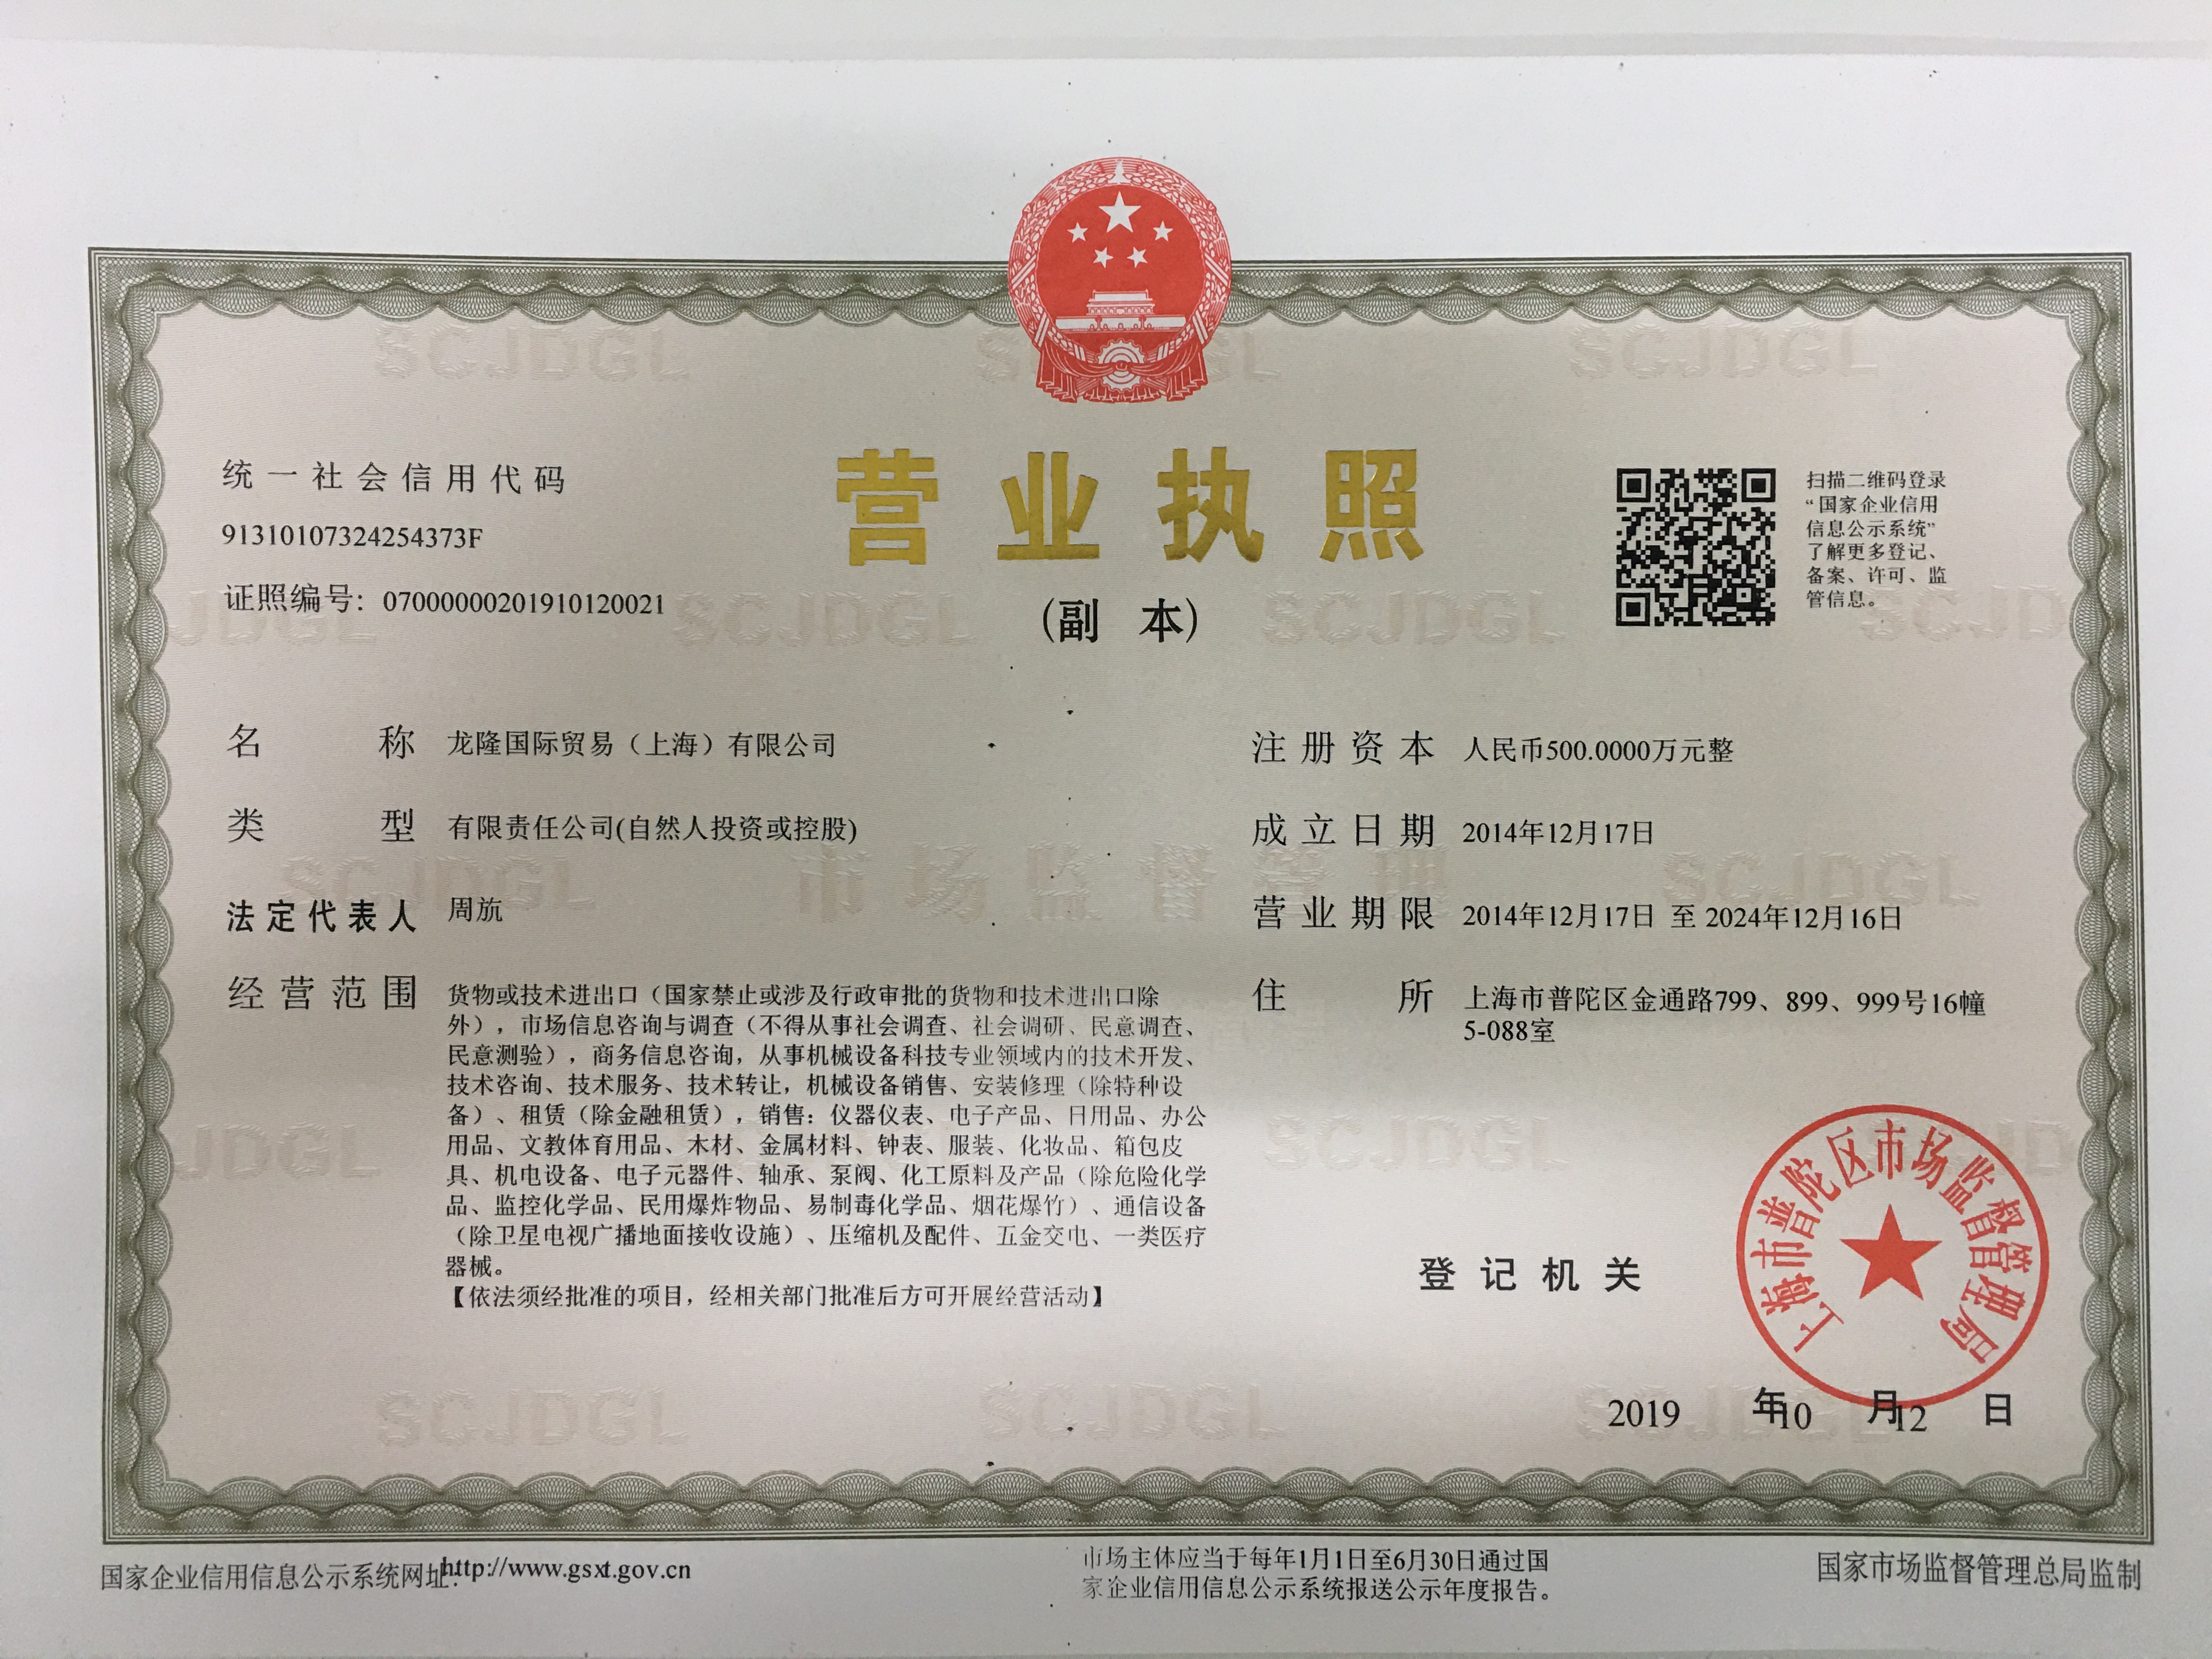 统一社会信用代码
91310107324254373F
证照编号：07000000201910120021
营业执照
(副 本)
扫描二维码登录
“国家企业信用
信息公示系统”
了解更多登记、
备案、许可、监
管信息。
名 称 龙隆国际贸易（上海）有限公司
类 型 有限责任公司(自然人投资或控股)
法定代表人 周旃
经营范围 货物或技术进出口（国家禁止或涉及行政审批的货物和技术进出口除
外），市场信息咨询与调查（不得从事社会调查、社会调研、民意调查、
民意测验），商务信息咨询，从事机械设备科技专业领域内的技术开发、
技术咨询、技术服务、技术转让，机械设备销售、安装修理（除特种设
备）、租赁（除金融租赁），销售：仪器仪表、电子产品、日用品、办公
用品、文教体育用品、木材、金属材料、钟表、服装、化妆品、箱包皮
具、机电设备、电子元器件、轴承、泵阀、化工原料及产品（除危险化学
品、监控化学品、民用爆炸物品、易制毒化学品、烟花爆竹）、通信设备
（除卫星电视广播地面接收设施）、压缩机及配件、五金交电、一类医疗
器械。
【依法须经批准的项目，经相关部门批准后方可开展经营活动】
注册资本 人民币500.0000万元整
成立日期 2014年12月17日
营业期限 2014年12月17日 至 2024年12月16日
住 所 上海市普陀区金通路799、899、999号16幢
5-088室
登记机关
上海市普陀区市场监督管理局
2019 年10 月12 日
国家企业信用信息公示系统网址：http://www.gsxt.gov.cn
市场主体应当于每年1月1日至6月30日通过国
家企业信用信息公示系统报送公示年度报告。
国家市场监督管理总局监制
SCJDGL
市场监督管理